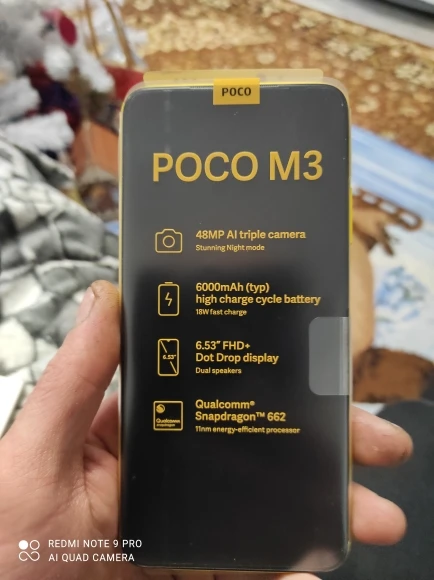 POCO
POCO M3
48MP AI triple camera
Stunning Night mode
6000mAh (typ)
high charge cycle battery
18W fast charge
6.53″ FHD+
Dot Drop display
Dual speakers
6.53″
Qualcomm®
Snapdragon™ 662
11nm energy-efficient processor
Qualcomm
snapdragon
REDMI NOTE 9 PRO
AI QUAD CAMERA